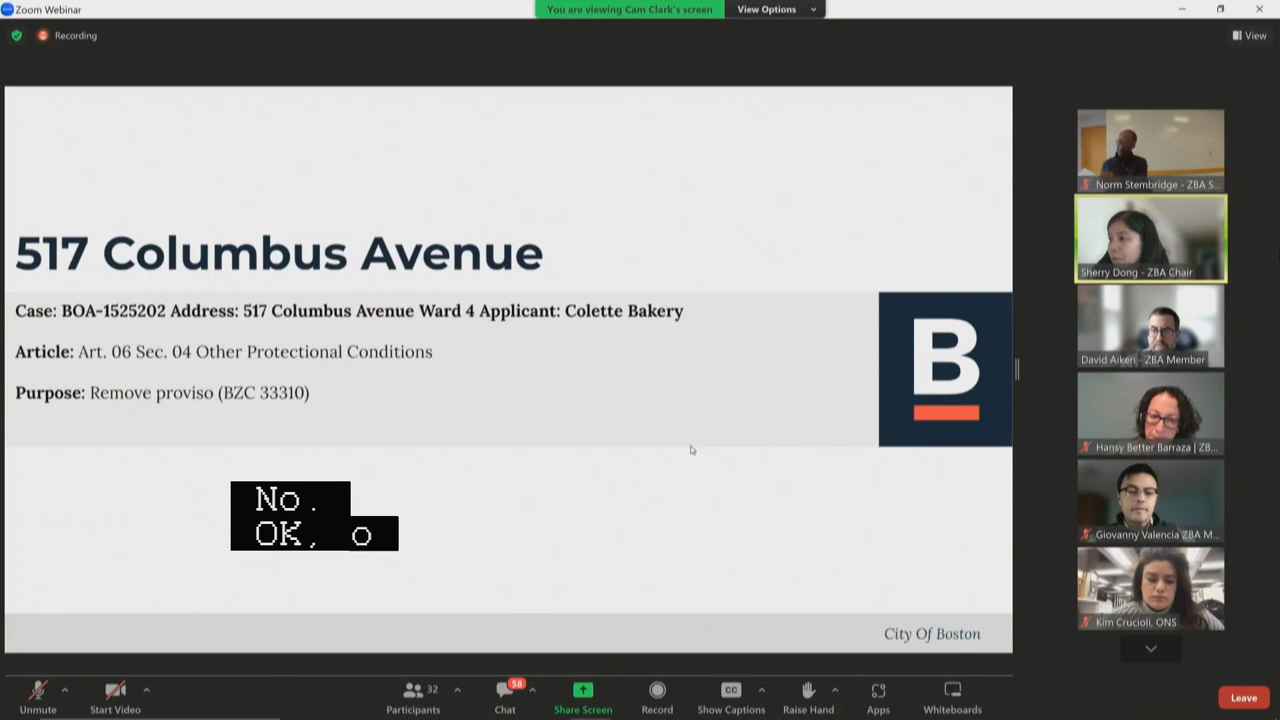 Zoom Webinar
You are viewing Cam Clark's screen
View Options
Recording
View
517 Columbus Avenue
Case: BOA-1525202 Address: 517 Columbus Avenue Ward 4 Applicant: Colette Bakery
Article: Art. 06 Sec. 04 Other Protectional Conditions
Purpose: Remove proviso (BZC 33310)
B
No.
OK, o
City Of Boston
Norm Stembridge - ZBA S...
Sherry Dong - ZBA Chair
David Aiken - ZBA Member
Hansy Better Barraza | ZB...
Giovanny Valencia ZBA M...
Kim Crucioli, ONS
Unmute
Start Video
32
Participants
58
Chat
Share Screen
Record
CC
Show Captions
Raise Hand
Apps
Whiteboards
Leave